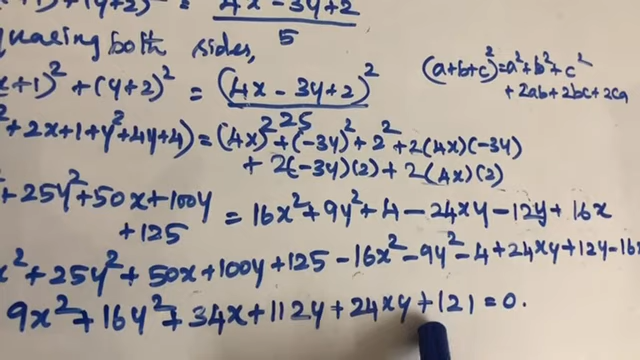 +(y+2)² = 4x-3y+2
5
both sides,
x+1)² + (y+2)² = (4x - 3y+2)²
25
(a+b+c)² = a²+b²+c²
+ 2ab + 2bc + 2ca
² + 2x+1+y²+4y+4) = (4x)² + (-3y)² + 2² + 2(4x)(-3y)
+ 2(-3y)(2) + 2(4x)(2)
+ 25y² + 50x + 100y
+125
= 16x² + 9y² + 4 - 24xy - 12y + 16x
x² + 25y² + 50x + 100y + 125 - 16x² - 9y² - 4 + 24xy + 12y - 16x
9x² + 16y² + 34x + 112y + 24xy + 121 = 0.